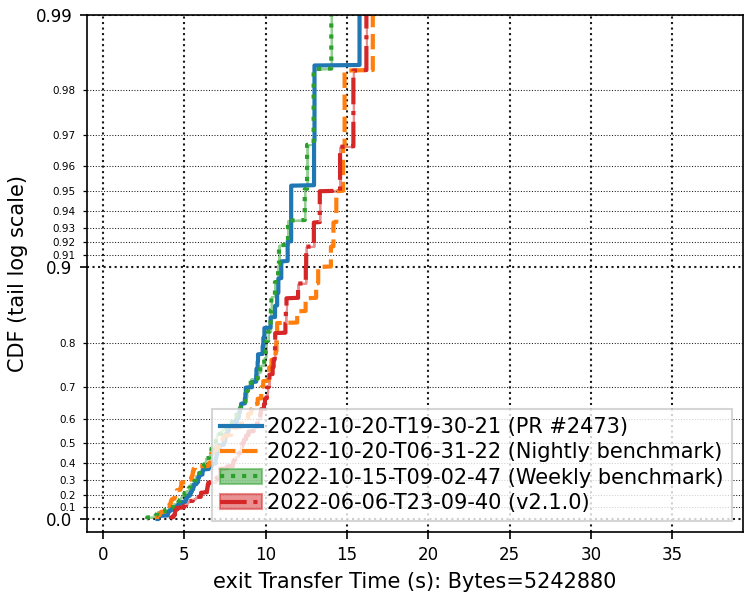 0.99
0.98
0.97
0.96
0.95
0.94
0.93
0.92
0.91
0.9
0.8
0.7
0.6
0.5
0.4
0.3
0.2
0.1
0.0
CDF (tail log scale)
2022-10-20-T19-30-21 (PR #2473)
2022-10-20-T06-31-22 (Nightly benchmark)
2022-10-15-T09-02-47 (Weekly benchmark)
2022-06-06-T23-09-40 (v2.1.0)
0 5 10 15 20 25 30 35
exit Transfer Time (s): Bytes=5242880